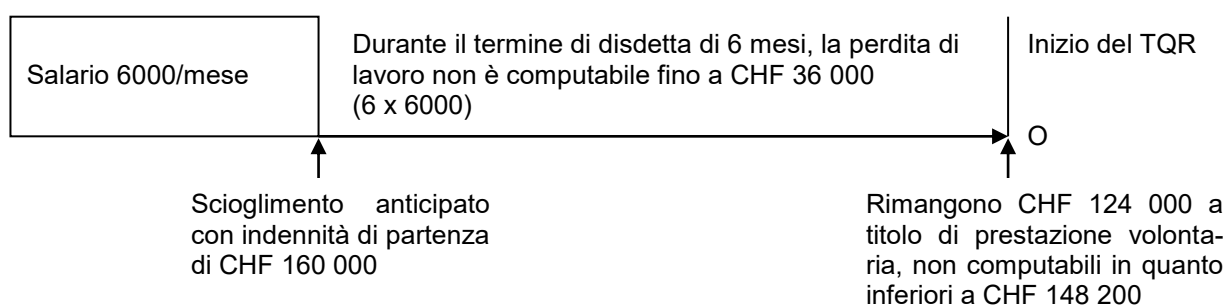 Salario 6000/mese
Durante il termine di disdetta di 6 mesi, la perdita di
lavoro non è computabile fino a CHF 36 000
(6 x 6000)
Inizio del TQR
O
Scioglimento anticipato
con indennità di partenza
di CHF 160 000
Rimangono CHF 124 000 a
titolo di prestazione volonta-
ria, non computabili in quanto
inferiori a CHF 148 200